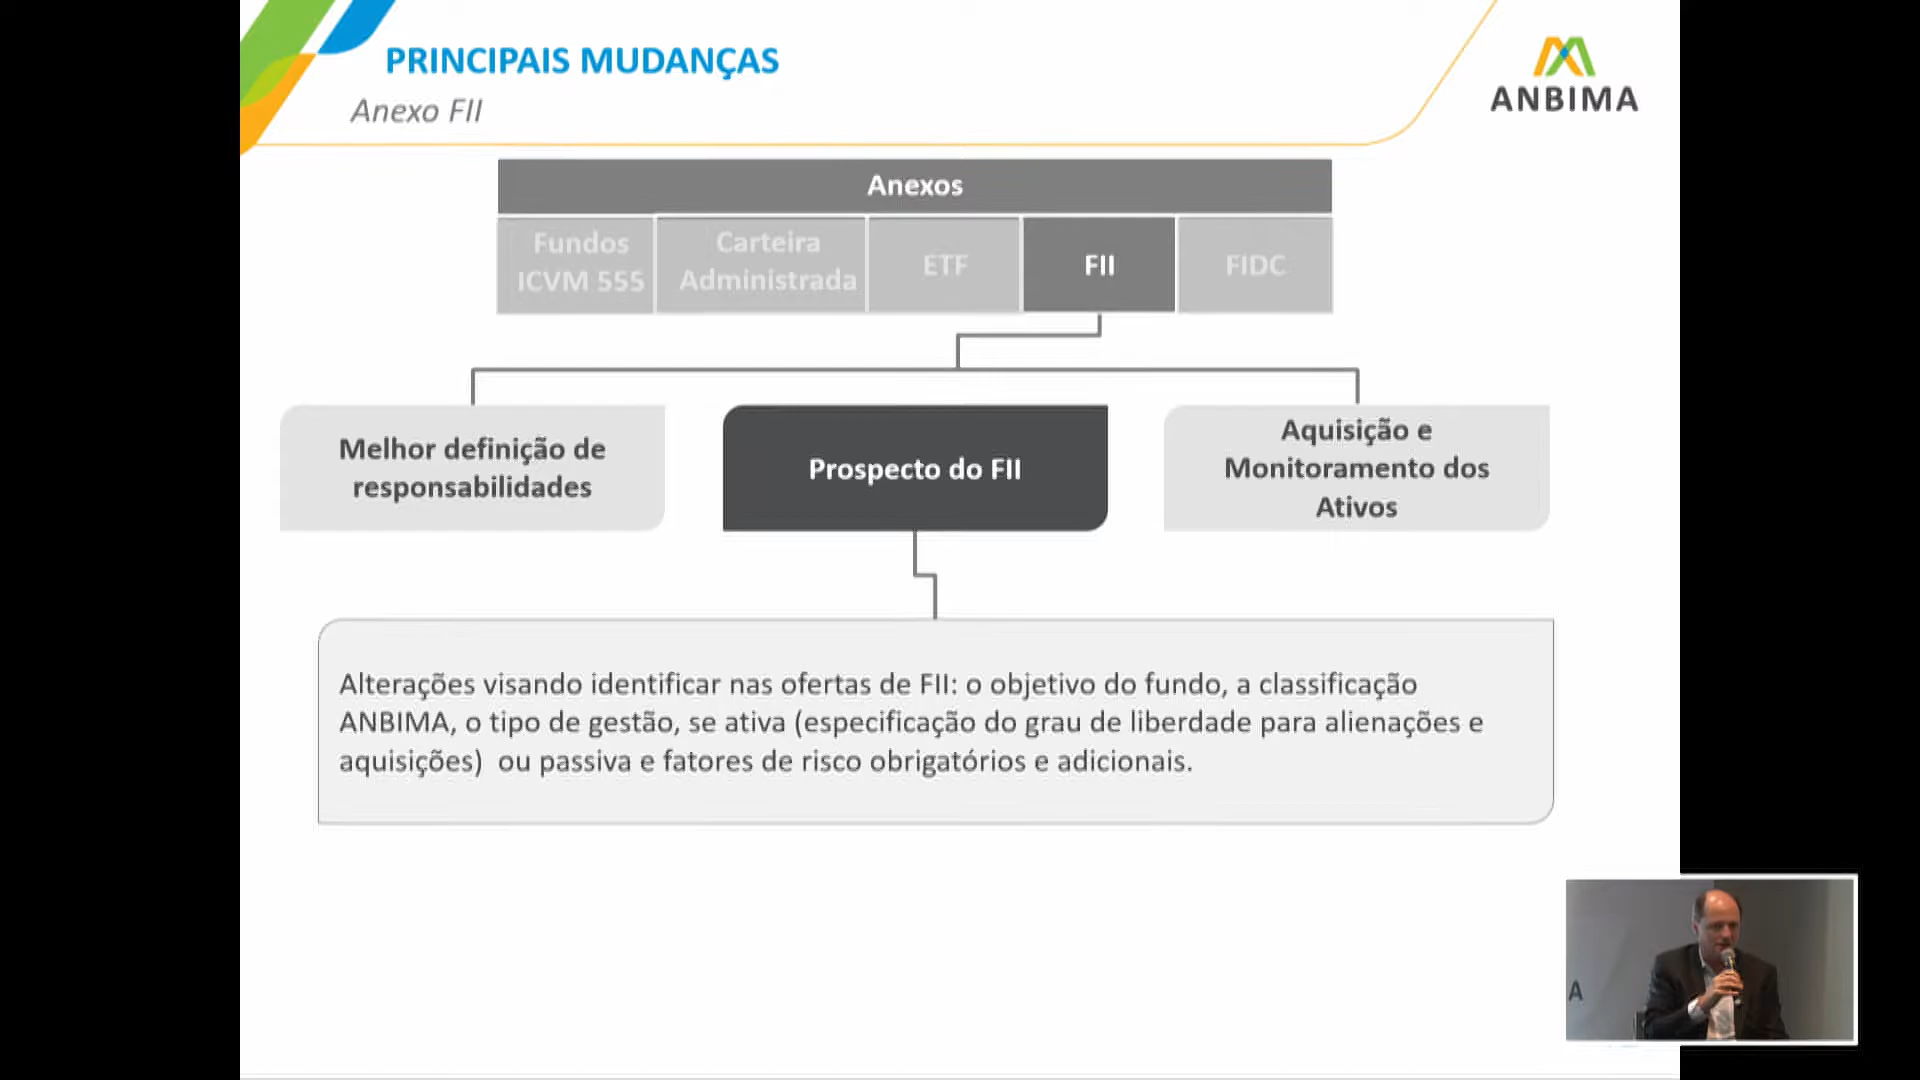 PRINCIPAIS MUDANÇAS
Anexo FII
ANBIMA
Anexos
Fundos
ICVM 555
Carteira
Administrada
ETF
FII
FIDC
Melhor definição de
responsabilidades
Prospecto do FII
Aquisição e
Monitoramento dos
Ativos
Alterações visando identificar nas ofertas de FII: o objetivo do fundo, a classificação
ANBIMA, o tipo de gestão, se ativa (especificação do grau de liberdade para alienações e
aquisições)  ou passiva e fatores de risco obrigatórios e adicionais.
A